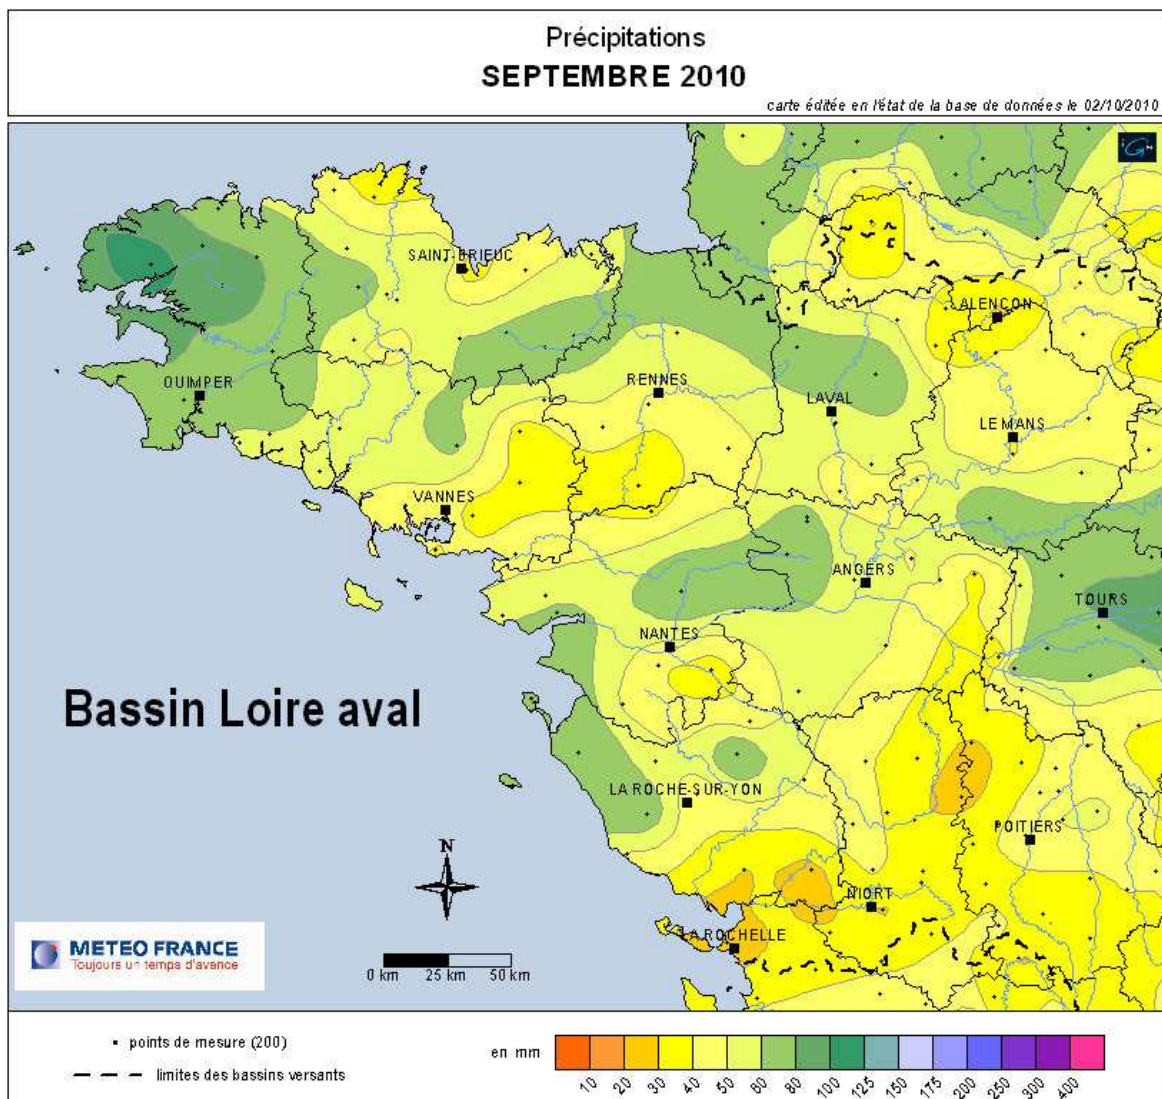 Précipitations
SEPTEMBRE 2010
carte éditée en l'état de la base de données le 02/10/2010
SAINT-BRIEUC
ALENÇON
QUIMPER
RENNES
LAVAL
LE MANS
VANNES
ANGERS
TOURS
NANTES
Bassin Loire aval
LA ROCHE-SUR-YON
POITIERS
N
NIORT
LA ROCHELLE
METEO FRANCE
Toujours un temps d'avance
0 km 25 km 50 km
points de mesure (200)
en mm
limites des bassins versants
10 20 30 40 50 60 80 100 125 150 175 200 250 300 400